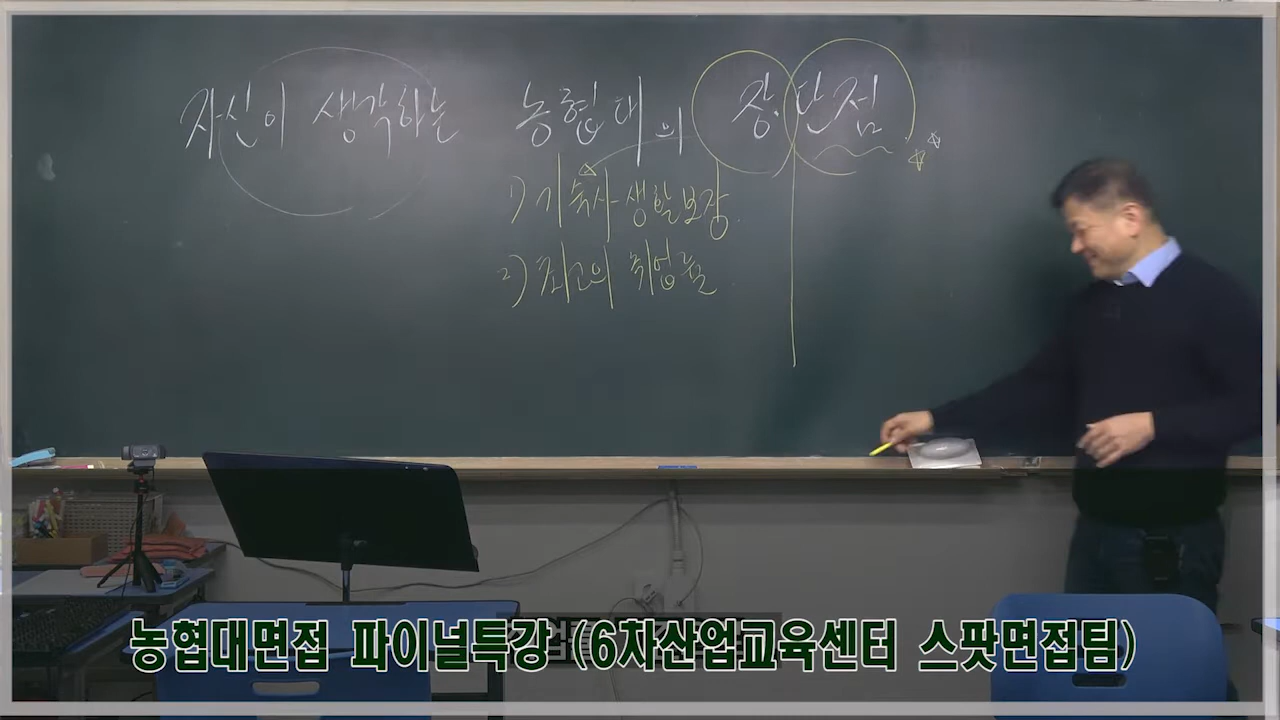 자신이 생각하는 농협대의 장.단점
1) 기숙사 생활보장
2) 최고의 취업률
농협대면접 파이널특강 (6차산업교육센터 스팟면접팀)